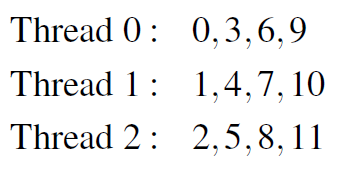 Thread 0 : 0,3,6,9
Thread 1 : 1,4,7,10
Thread 2 : 2,5,8,11